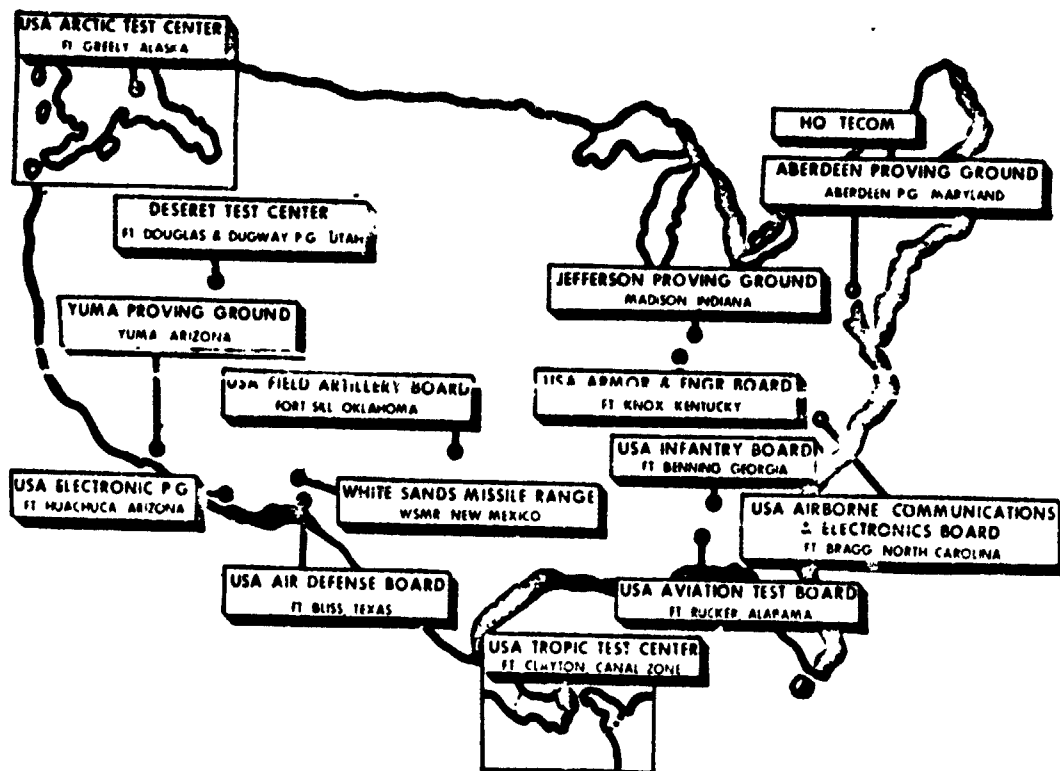 USA ARCTIC TEST CENTER
FT GREELY ALASKA
HQ TECOM
ABERDEEN PROVING GROUND
ABERDEEN P.G. MARYLAND
DESERET TEST CENTER
FT DOUGLAS & DUGWAY P.G. UTAH
JEFFERSON PROVING GROUND
MADISON INDIANA
YUMA PROVING GROUND
YUMA ARIZONA
USA FIELD ARTILLERY BOARD
FORT SILL OKLAHOMA
USA ARMOR & ENGR BOARD
FT KNOX KENTUCKY
USA INFANTRY BOARD
FT BENNING GEORGIA
USA ELECTRONIC P G
FT HUACHUCA ARIZONA
WHITE SANDS MISSILE RANGE
WSMR NEW MEXICO
USA AIRBORNE COMMUNICATIONS
& ELECTRONICS BOARD
FT BRAGG NORTH CAROLINA
USA AIR DEFENSE BOARD
FT BLISS, TEXAS
USA AVIATION TEST BOARD
FT RUCKER, ALABAMA
USA TROPIC TEST CENTER
FT CLAYTON, CANAL ZONE